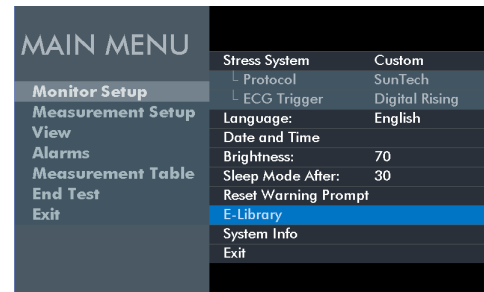 MAIN MENU
Monitor Setup
Measurement Setup
View
Alarms
Measurement Table
End Test
Exit
Stress System Custom
Protocol SunTech
ECG Trigger Digital Rising
Language: English
Date and Time
Brightness: 70
Sleep Mode After: 30
Reset Warning Prompt
E-Library
System Info
Exit